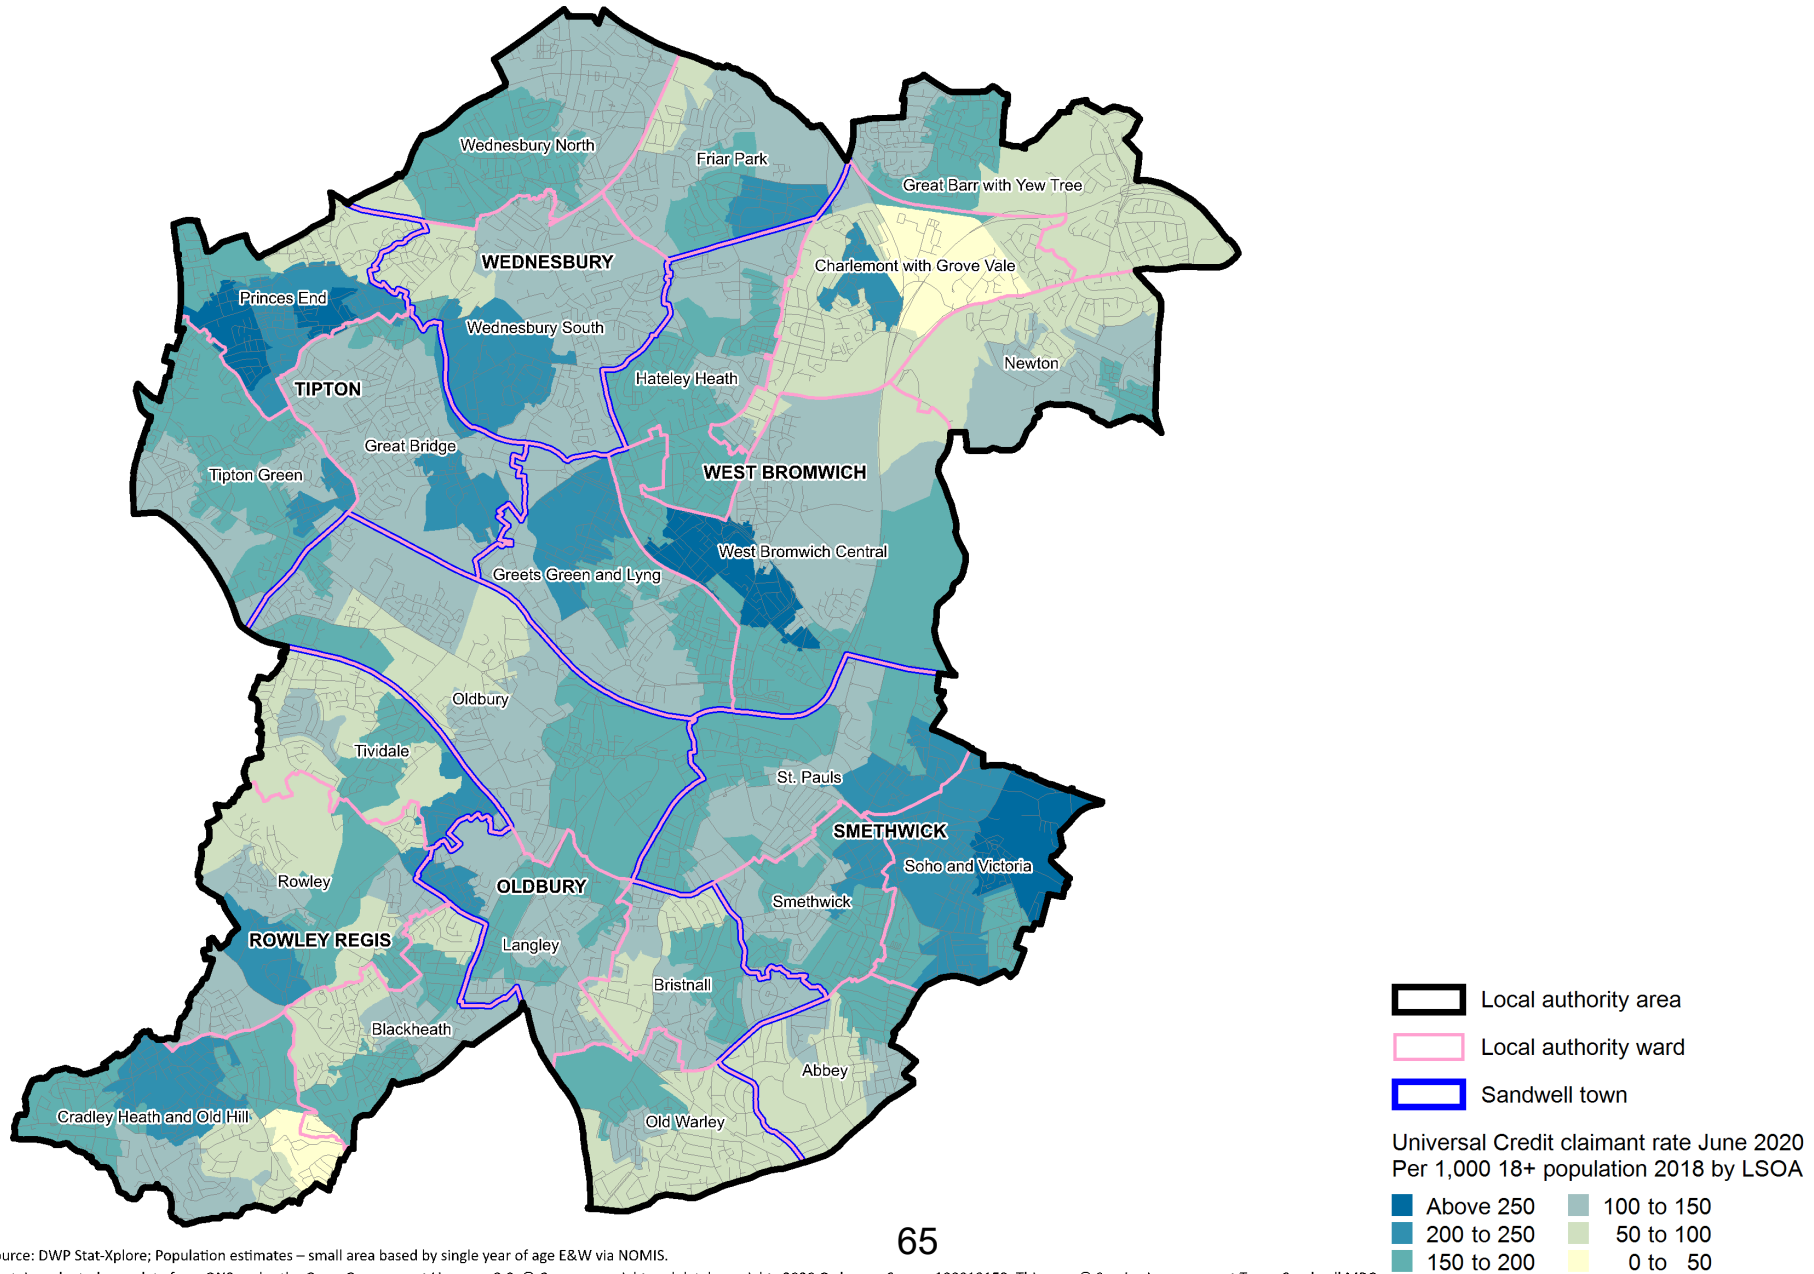 Wednesbury North
Friar Park
Great Barr with Yew Tree
WEDNESBURY
Charlemont with Grove Vale
Princes End
Wednesbury South
Newton
Hateley Heath
TIPTON
Great Bridge
Tipton Green
WEST BROMWICH
West Bromwich Central
Greets Green and Lyng
Oldbury
Tividale
St. Pauls
SMETHWICK
Soho and Victoria
Rowley
OLDBURY
Smethwick
ROWLEY REGIS
Langley
Bristnall
Blackheath
Abbey
Cradley Heath and Old Hill
Old Warley
Local authority area
Local authority ward
Sandwell town
Universal Credit claimant rate June 2020
Per 1,000 18+ population 2018 by LSOA
Above 250
100 to 150
200 to 250
50 to 100
150 to 200
0 to 50
65
ource: DWP Stat-Xplore; Population estimates – small area based by single year of age E&W via NOMIS.